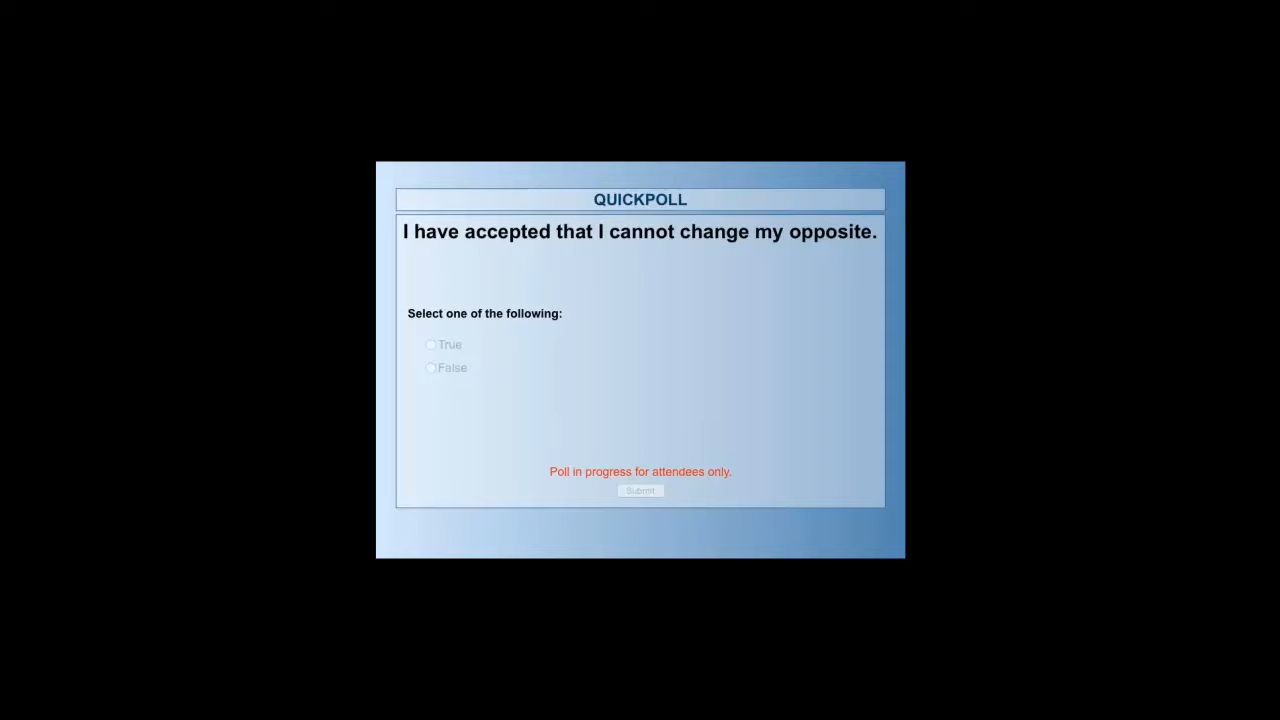 QUICKPOLL
I have accepted that I cannot change my opposite.
Select one of the following:
True
False
Poll in progress for attendees only.
Submit